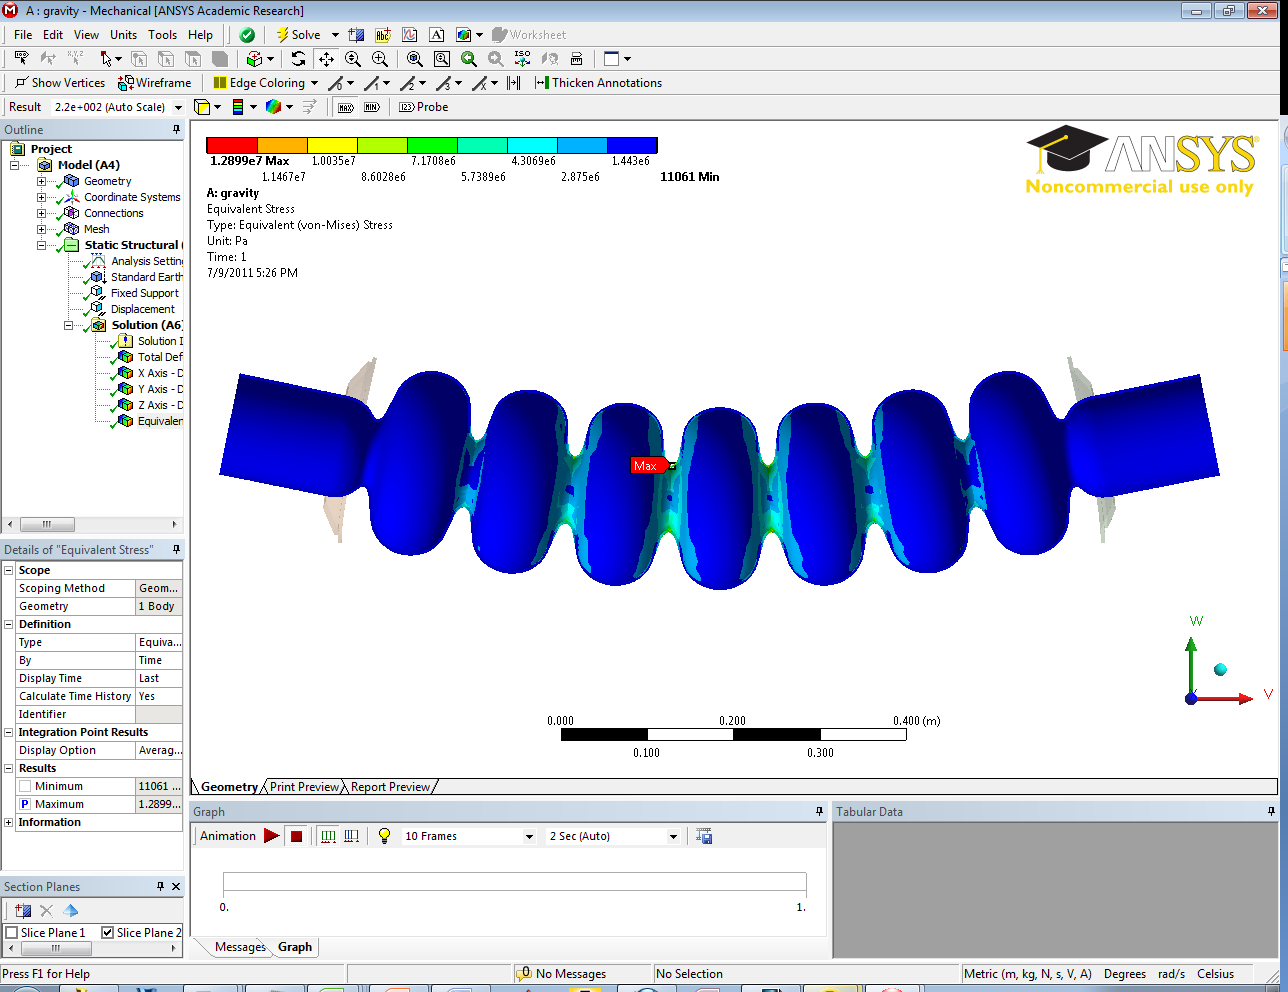 A : gravity - Mechanical [ANSYS Academic Research]
File Edit View Units Tools Help Solve Worksheet
Show Vertices Wireframe Edge Coloring Thicken Annotations
Result 2.2e+002 (Auto Scale) MAX MIN Probe
Outline
Project
Model (A4)
Geometry
Coordinate Systems
Connections
Mesh
Static Structural (
Analysis Setting
Standard Earth
Fixed Support
Displacement
Solution (A6)
Solution I
Total Def
X Axis - D
Y Axis - D
Z Axis - D
Equivalen
1.2899e7 Max 1.0035e7 7.1708e6 4.3069e6 1.443e6
1.1467e7 8.6028e6 5.7389e6 2.875e6 11061 Min
A: gravity
Equivalent Stress
Type: Equivalent (von-Mises) Stress
Unit: Pa
Time: 1
7/9/2011 5:26 PM
ANSYS
Noncommercial use only
Max
W
V
0.000 0.200 0.400 (m)
0.100 0.300
Geometry Print Preview Report Preview
Details of "Equivalent Stress"
Scope
Scoping Method Geom...
Geometry 1 Body
Definition
Type Equiva...
By Time
Display Time Last
Calculate Time History Yes
Identifier
Integration Point Results
Display Option Averag...
Results
Minimum 11061 ...
P Maximum 1.2899...
Information
Section Planes
Slice Plane 1 Slice Plane 2
Graph
Animation 10 Frames 2 Sec (Auto)
0. 1.
Messages Graph
Tabular Data
Press F1 for Help No Messages No Selection Metric (m, kg, N, s, V, A) Degrees rad/s Celsius